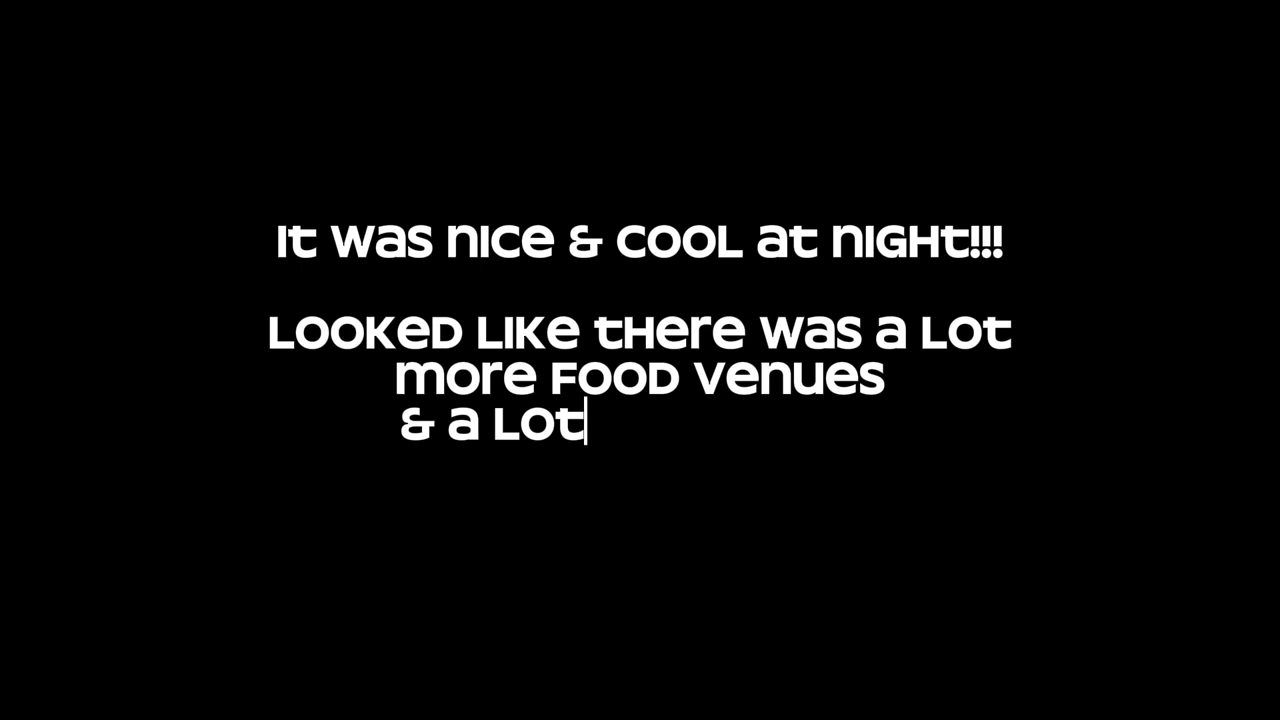 It was nice & cool at night!!!
Looked like there was a lot
more food venues
& a lot